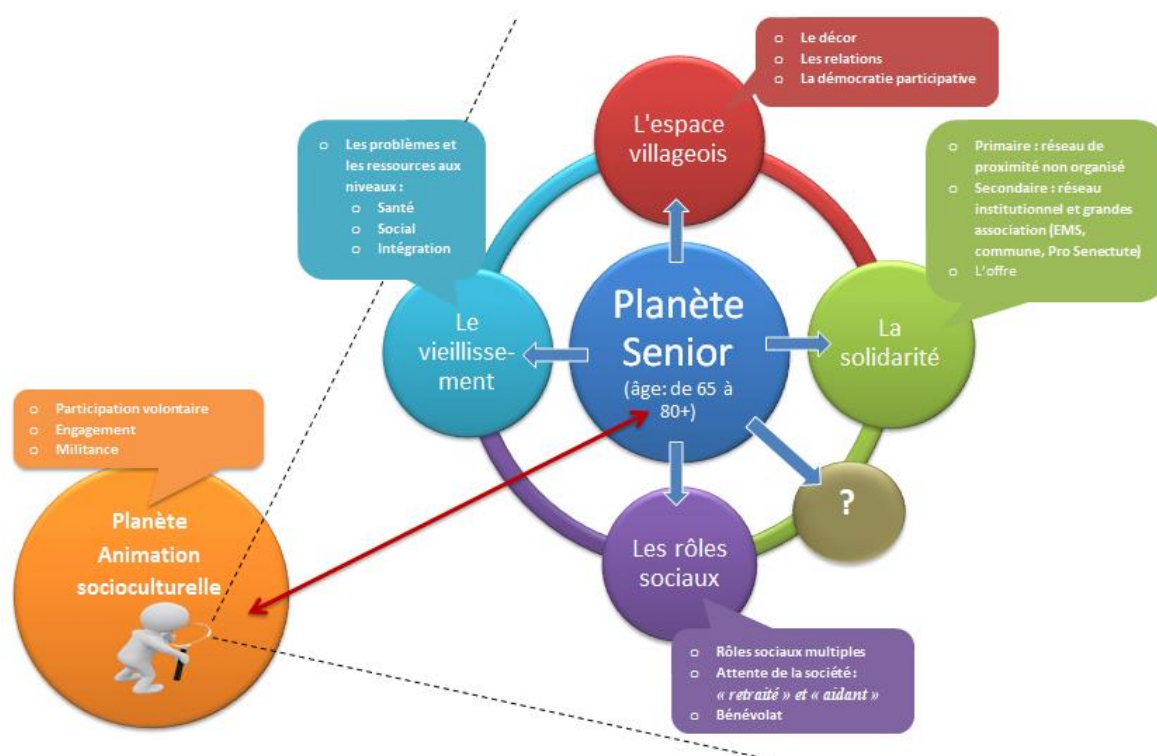 Le décor
Les relations
La démocratie participative
L'espace
villageois
Les problèmes et
les ressources aux
niveaux :
Santé
Social
Intégration
Primaire : réseau de
proximité non organisé
Secondaire : réseau
institutionnel et grandes
association (EMS,
commune, Pro Senectute)
L'offre
Planète
Senior
(âge: de 65 à
80+)
Le
vieillisse-
ment
La
solidarité
?
Participation volontaire
Engagement
Militance
Planète
Animation
socioculturelle
Les rôles
sociaux
Rôles sociaux multiples
Attente de la société :
« retraité » et « aidant »
Bénévolat